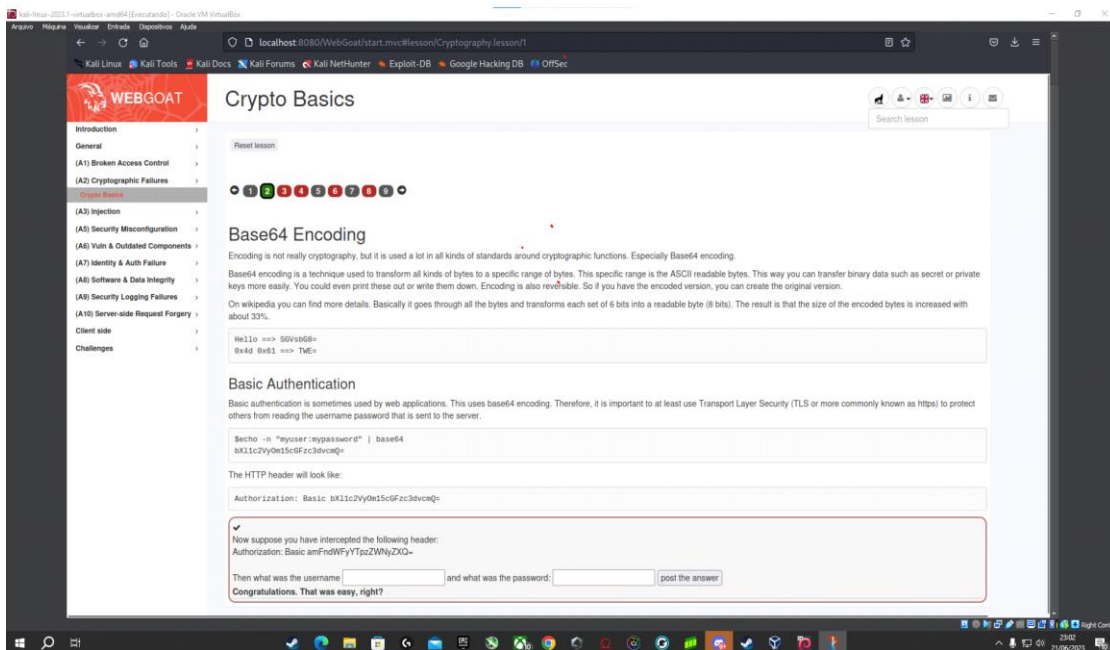 kali-linux-2023.1-virtualbox-amd64 [Executando] - Oracle VM VirtualBox
Arquivo Máquina Visualizar Entrada Dispositivos Ajuda
localhost:8080/WebGoat/start.mvc#lesson/Cryptography.lesson/1
Kali Linux Kali Tools Kali Docs Kali Forums Kali NetHunter Exploit-DB Google Hacking DB OffSec
WEBGOAT
Crypto Basics
Search lesson
Introduction
General
(A1) Broken Access Control
(A2) Cryptographic Failures
Crypto Basics
(A3) Injection
(A5) Security Misconfiguration
(A6) Vuln & Outdated Components
(A7) Identity & Auth Failure
(A8) Software & Data Integrity
(A9) Security Logging Failures
(A10) Server-side Request Forgery
Client side
Challenges
Reset lesson
1 2 3 4 5 6 7 8 9
Base64 Encoding
Encoding is not really cryptography, but it is used a lot in all kinds of standards around cryptographic functions. Especially Base64 encoding.
Base64 encoding is a technique used to transform all kinds of bytes to a specific range of bytes. This specific range is the ASCII readable bytes. This way you can transfer binary data such as secret or private
keys more easily. You could even print these out or write them down. Encoding is also reversible. So if you have the encoded version, you can create the original version.
On wikipedia you can find more details. Basically it goes through all the bytes and transforms each set of 6 bits into a readable byte (8 bits). The result is that the size of the encoded bytes is increased with
about 33%.
Hello ==> SGVsbG8=
0x4d 0x61 ==> TWE=
Basic Authentication
Basic authentication is sometimes used by web applications. This uses base64 encoding. Therefore, it is important to at least use Transport Layer Security (TLS or more commonly known as https) to protect
others from reading the username password that is sent to the server.
$echo -n "myuser:mypassword" | base64
bXl1c2VyOm15cGFzc3dvcmQ=
The HTTP header will look like:
Authorization: Basic bXl1c2VyOm15cGFzc3dvcmQ=
Now suppose you have intercepted the following header:
Authorization: Basic amFndWFyYTpzZWNyZXQ=
Then what was the username and what was the password: post the answer
Congratulations. That was easy, right?
Right Cont
23:02
21/06/2023